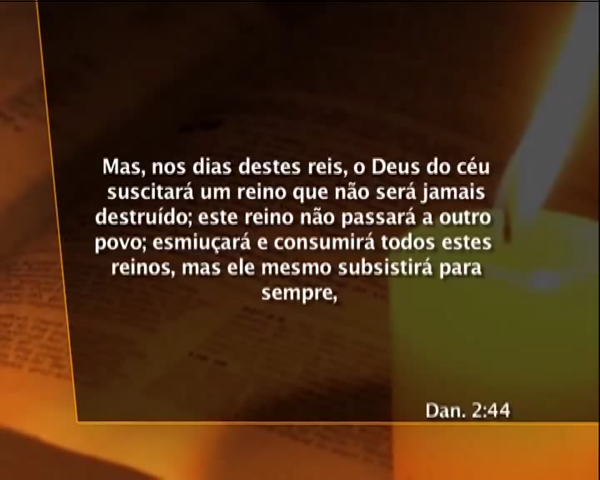 Mas, nos dias destes reis, o Deus do céu
suscitará um reino que não será jamais
destruído; este reino não passará a outro
povo; esmiuçará e consumirá todos estes
reinos, mas ele mesmo subsistirá para
sempre,
Dan. 2:44